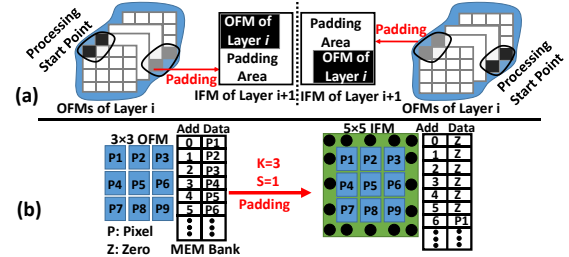 Processing
Start Point
OFMs of Layer i
Padding
OFM of
Layer i
Padding
Area
IFM of Layer i+1
Padding
Area
OFM of
Layer i
IFM of Layer i+1
Padding
Processing
Start Point
OFMs of Layer i
(a)
3×3 OFM
P1 P2 P3
P4 P5 P6
P7 P8 P9
P: Pixel
Z: Zero
Add Data
0 P1
1 P2
2 P3
3 P4
4 P5
5 P6
MEM Bank
K=3
S=1
Padding
5×5 IFM
P1 P2 P3
P4 P5 P6
P7 P8 P9
Add Data
0 Z
1 Z
2 Z
3 Z
4 Z
5 Z
6 P1
(b)